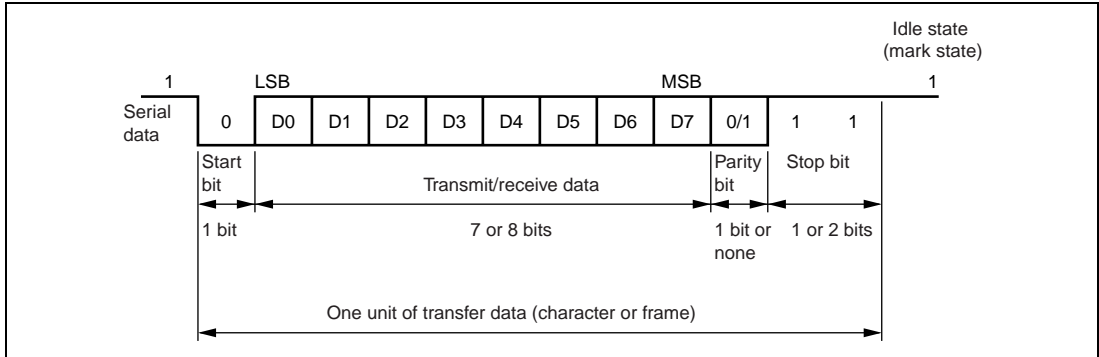 Idle state
(mark state)
1 LSB MSB 1
Serial
data
0 D0 D1 D2 D3 D4 D5 D6 D7 0/1 1 1
Start
bit
Transmit/receive data
Parity
bit
Stop bit
1 bit
7 or 8 bits
1 bit or
none
1 or 2 bits
One unit of transfer data (character or frame)